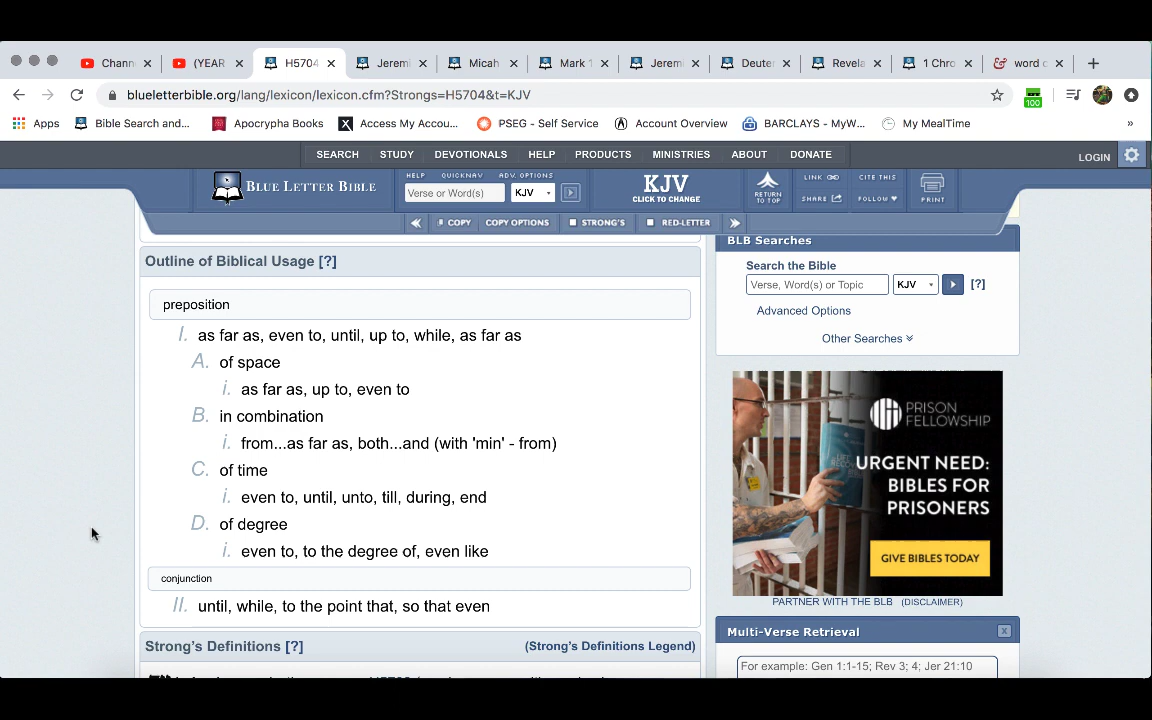 Chann
(YEAR
H5704
Jeremi
Micah
Mark 1
Jerem
Deuter
Revela
1 Chro
word c
blueletterbible.org/lang/lexicon/lexicon.cfm?Strongs=H5704&t=KJV
100
Apps
Bible Search and...
Apocrypha Books
Access My Accou...
PSEG - Self Service
Account Overview
BARCLAYS - MyW...
My MealTime
»
SEARCH STUDY DEVOTIONALS HELP PRODUCTS MINISTRIES ABOUT DONATE
LOGIN
BLUE LETTER BIBLE
HELP QUICKNAV ADV. OPTIONS
Verse or Word(s) KJV
KJV
CLICK TO CHANGE
RETURN
TO TOP
LINK CITE THIS
SHARE FOLLOW
PRINT
COPY COPY OPTIONS STRONG'S RED-LETTER
Outline of Biblical Usage [?]
preposition
I. as far as, even to, until, up to, while, as far as
A. of space
i. as far as, up to, even to
B. in combination
i. from...as far as, both...and (with 'min' - from)
C. of time
i. even to, until, unto, till, during, end
D. of degree
i. even to, to the degree of, even like
conjunction
II. until, while, to the point that, so that even
Strong's Definitions [?] (Strong's Definitions Legend)
BLB Searches
Search the Bible
Verse, Word(s) or Topic KJV [?]
Advanced Options
Other Searches
PRISON
FELLOWSHIP
URGENT NEED:
BIBLES FOR
PRISONERS
GIVE BIBLES TODAY
PARTNER WITH THE BLB (DISCLAIMER)
Multi-Verse Retrieval x
For example: Gen 1:1-15; Rev 3; 4; Jer 21:10